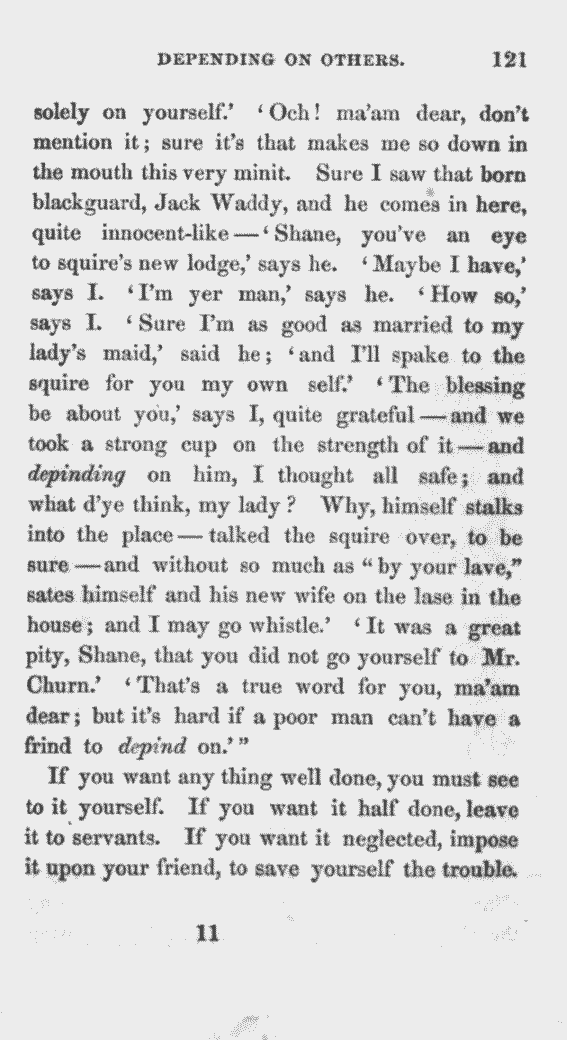 DEPENDING ON OTHERS. 121
solely on yourself.' 'Och! ma'am dear, don't
mention it; sure it's that makes me so down in
the mouth this very minit. Sure I saw that born
blackguard, Jack Waddy, and he comes in here,
quite innocent-like—'Shane, you've an eye
to squire's new lodge,' says he. 'Maybe I have,'
says I. 'I'm yer man,' says he. 'How so,'
says I. 'Sure I'm as good as married to my
lady's maid,' said he; 'and I'll spake to the
squire for you my own self.' 'The blessing
be about you,' says I, quite grateful—and we
took a strong cup on the strength of it—and
depinding on him, I thought all safe; and
what d'ye think, my lady? Why, himself stalks
into the place—talked the squire over, to be
sure—and without so much as "by your lave,"
sates himself and his new wife on the lase in the
house; and I may go whistle.' 'It was a great
pity, Shane, that you did not go yourself to Mr.
Churn.' 'That's a true word for you, ma'am
dear; but it's hard if a poor man can't have a
frind to depind on.'"
If you want any thing well done, you must see
to it yourself. If you want it half done, leave
it to servants. If you want it neglected, impose
it upon your friend, to save yourself the trouble.
11